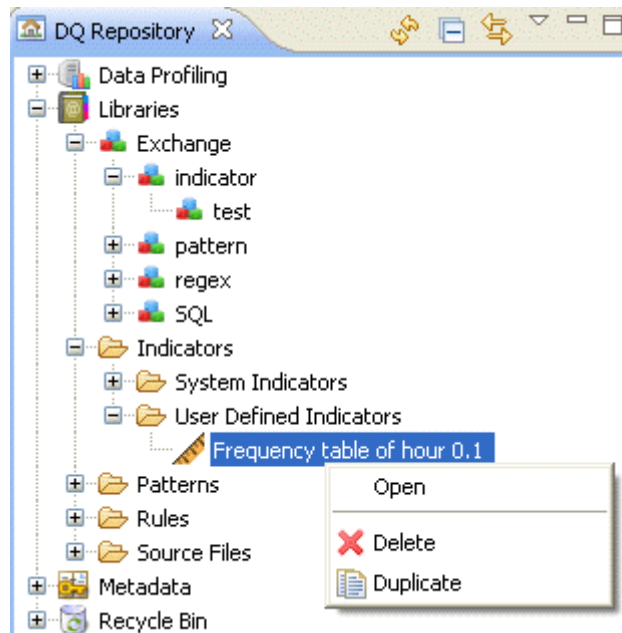 DQ Repository
Data Profiling
Libraries
Exchange
indicator
test
pattern
regex
SQL
Indicators
System Indicators
User Defined Indicators
Frequency table of hour 0.1
Patterns
Open
Rules
Delete
Source Files
Duplicate
Metadata
Recycle Bin